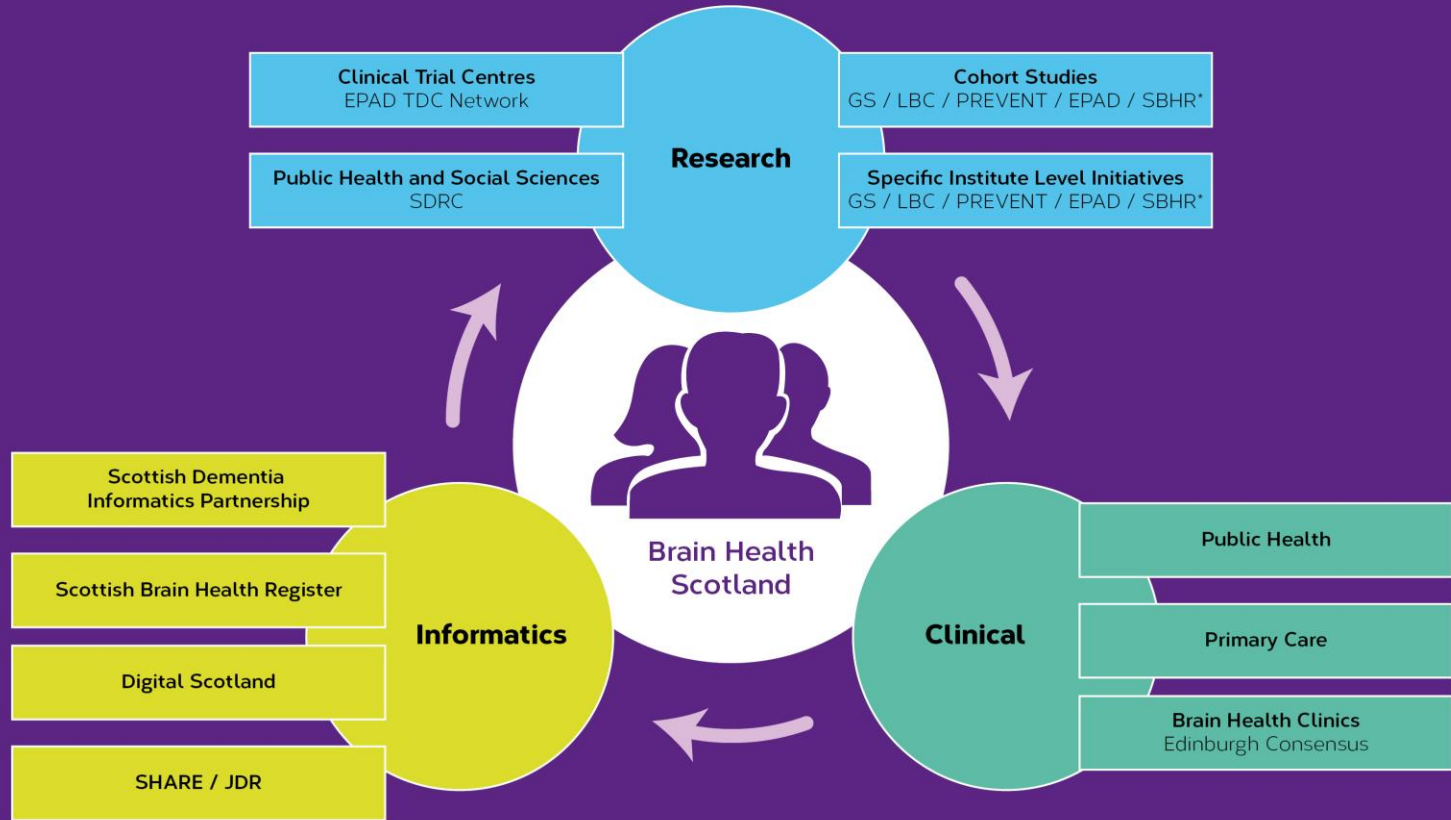 Clinical Trial Centres
EPAD TDC Network
Cohort Studies
GS / LBC / PREVENT / EPAD / SBHR*
Research
Public Health and Social Sciences
SDRC
Specific Institute Level Initiatives
GS / LBC / PREVENT / EPAD / SBHR*
Brain Health
Scotland
Scottish Dementia
Informatics Partnership
Scottish Brain Health Register
Digital Scotland
SHARE / JDR
Informatics
Clinical
Public Health
Primary Care
Brain Health Clinics
Edinburgh Consensus